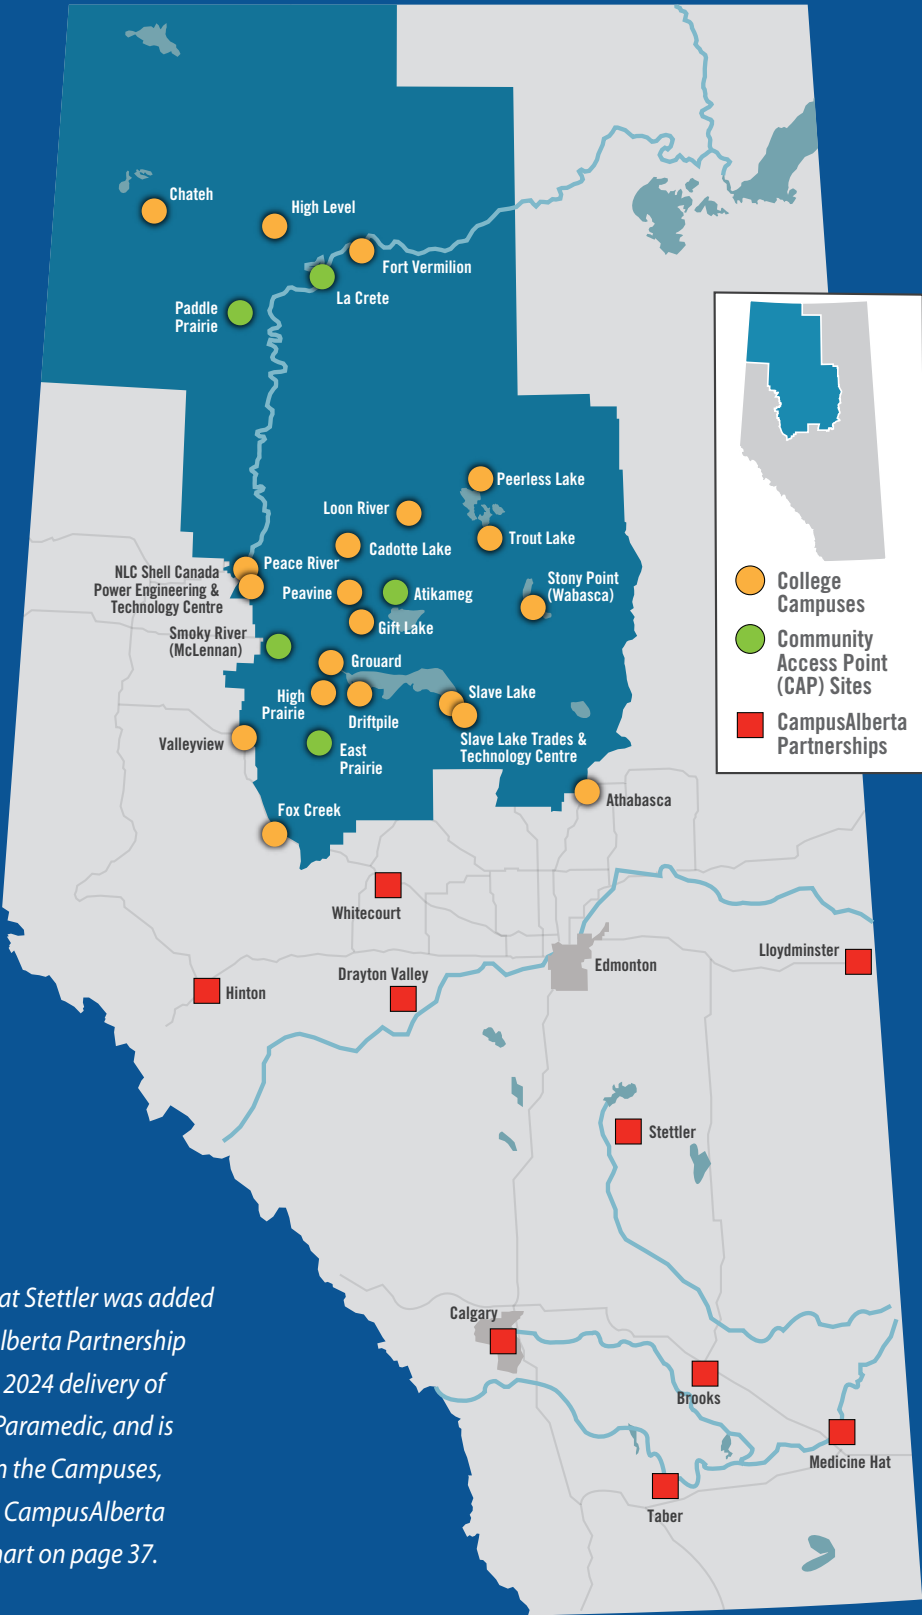 Chateh
High Level
Fort Vermilion
La Crete
Paddle
Prairie
Peerless Lake
Loon River
Trout Lake
Cadotte Lake
Peace River
NLC Shell Canada
Power Engineering &
Technology Centre
Peavine
Atikameg
Stony Point
(Wabasca)
Gift Lake
Smoky River
(McLennan)
Grouard
High
Prairie
Driftpile
Slave Lake
Slave Lake Trades &
Technology Centre
Valleyview
East
Prairie
Athabasca
Fox Creek
College
Campuses
Community
Access Point
(CAP) Sites
CampusAlberta
Partnerships
Whitecourt
Edmonton
Lloydminster
Hinton
Drayton Valley
Stettler
Calgary
Brooks
Medicine Hat
Taber
at Stettler was added
lberta Partnership
2024 delivery of
Paramedic, and is
n the Campuses,
CampusAlberta
art on page 37.